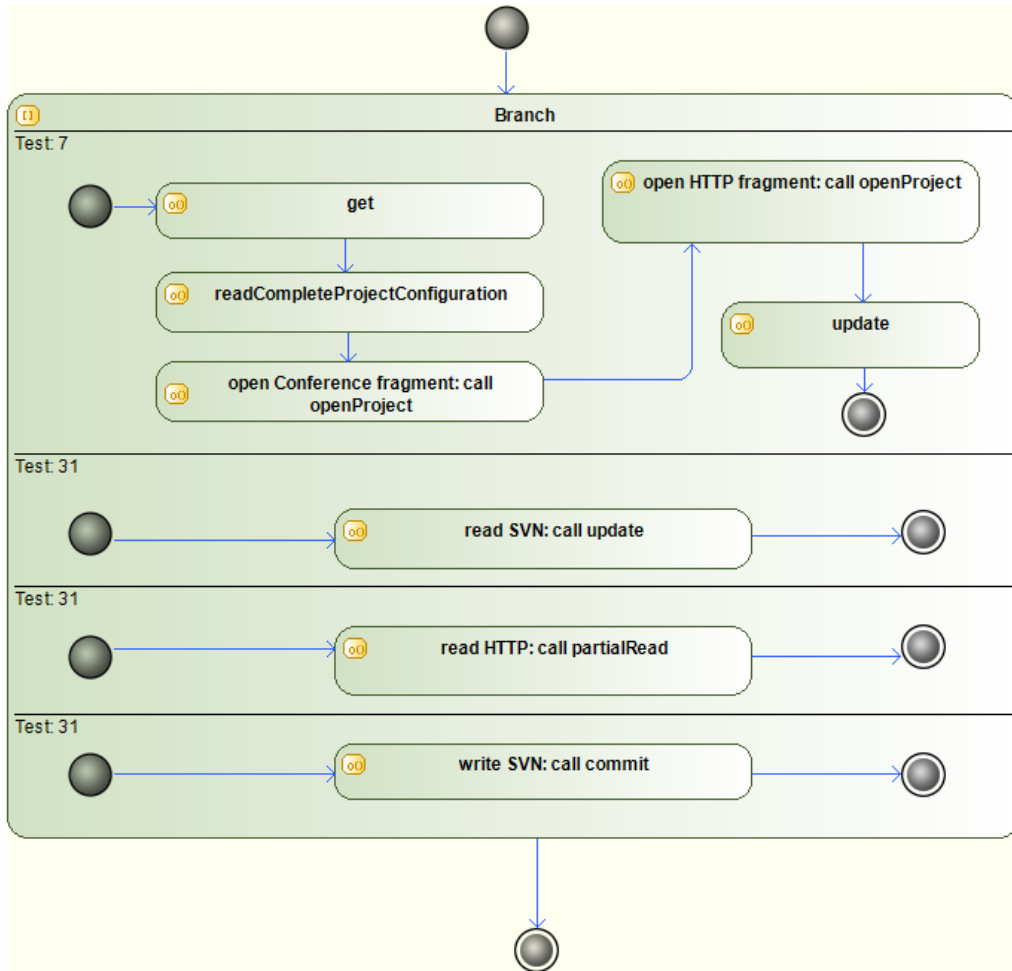 Branch
Test: 7
get
open HTTP fragment: call openProject
readCompleteProjectConfiguration
update
open Conference fragment: call
openProject
Test: 31
read SVN: call update
Test: 31
read HTTP: call partialRead
Test: 31
write SVN: call commit